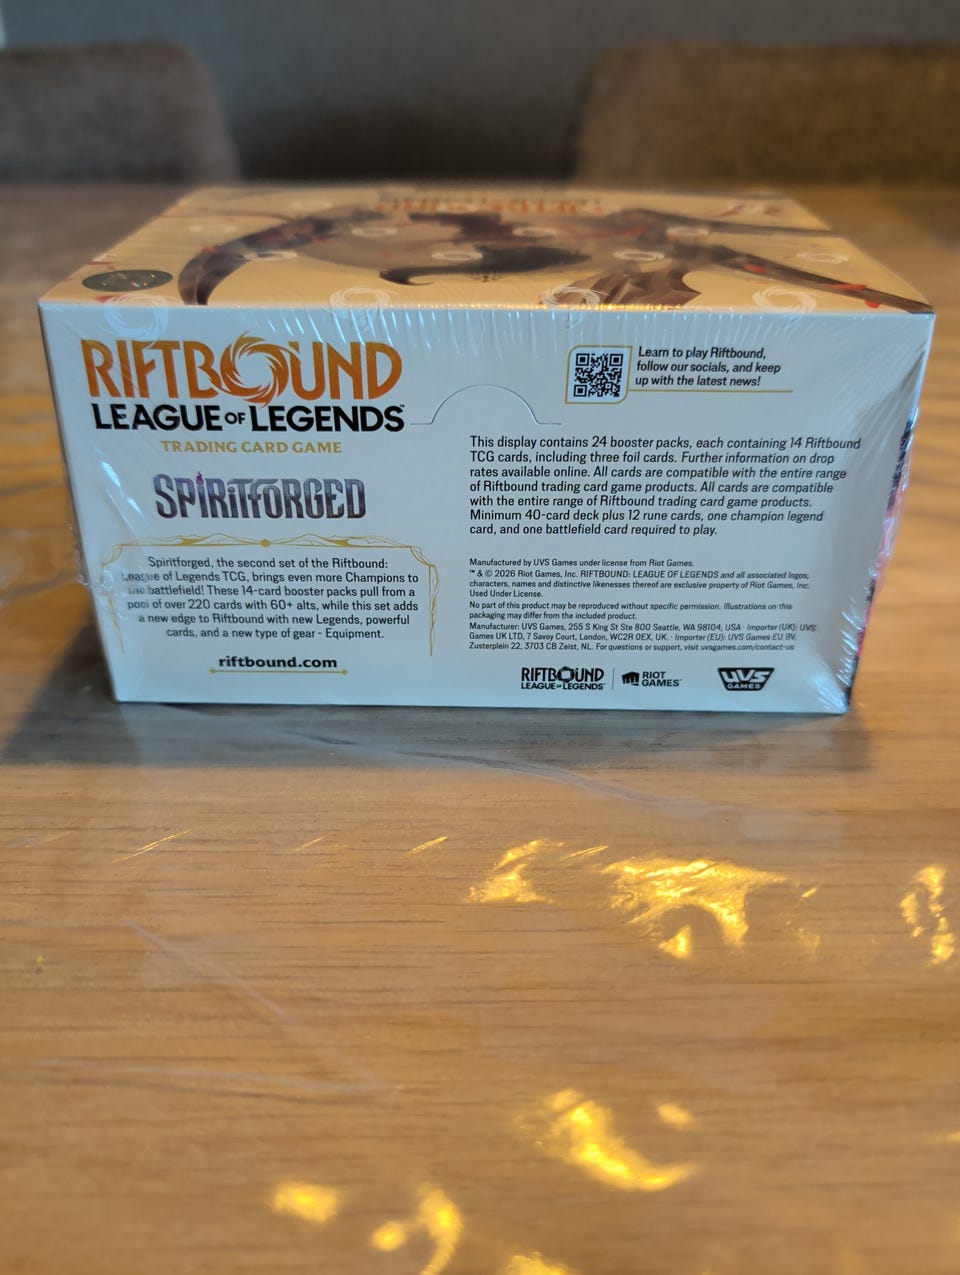 RIFTBOUND
LEAGUE OF LEGENDS™
TRADING CARD GAME
SPIRITFORGED
Spiritforged, the second set of the Riftbound:
League of Legends TCG, brings even more Champions to
the battlefield! These 14-card booster packs pull from a
pool of over 220 cards with 60+ alts, while this set adds
a new edge to Riftbound with new Legends, powerful
cards, and a new type of gear - Equipment.
riftbound.com
Learn to play Riftbound,
follow our socials, and keep
up with the latest news!
This display contains 24 booster packs, each containing 14 Riftbound
TCG cards, including three foil cards. Further information on drop
rates available online. All cards are compatible with the entire range
of Riftbound trading card game products. All cards are compatible
with the entire range of Riftbound trading card game products.
Minimum 40-card deck plus 12 rune cards, one champion legend
card, and one battlefield card required to play.
Manufactured by UVS Games under license from Riot Games.
™ & © 2026 Riot Games, Inc. RIFTBOUND: LEAGUE OF LEGENDS and all associated logos,
characters, names and distinctive likenesses thereof are exclusive property of Riot Games, Inc.
Used Under License.
No part of this product may be reproduced without specific permission. Illustrations on this
packaging may differ from the included product.
Manufacturer: UVS Games, 255 S King St Ste 800 Seattle, WA 98104, USA · Importer (UK): UVS
Games UK LTD, 7 Savoy Court, London, WC2R 0EX, UK. · Importer (EU): UVS Games EU BV,
Zusterplein 22, 3703 CB Zeist, NL. For questions or support, visit uvsgames.com/contact-us
RIFTBOUND
LEAGUE OF LEGENDS™
RIOT
GAMES™
UVS
GAMES